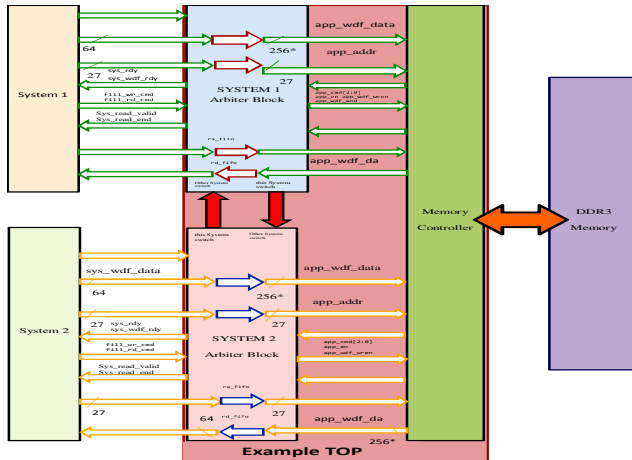 app_wdf_data
64
256*
app_addr
27
sys_rdy
sys_wdf_rdy
27
System 1
SYSTEM 1
Arbiter Block
fill_wr_cmd
fill_rd_cmd
app_cmd[2:0]
app_en app_wdf_wren
app_wdf_end
Sys_read_valid
Sys_read_end
ra_fifo
rd_fifo
app_wdf_da
Other System
switch
this System
switch
Memory
Controller
DDR3
Memory
this System
switch
Other System
switch
sys_wdf_data
app_wdf_data
64
256*
app_addr
27
sys_rdy
sys_wdf_rdy
27
System 2
SYSTEM 2
Arbiter Block
fill_wr_cmd
fill_rd_cmd
app_cmd[2:0]
app_en
app_wdf_wren
Sys_read_valid
Sys_read_end
ra_fifo
27
64
rd_fifo
27
app_wdf_da
256*
Example TOP